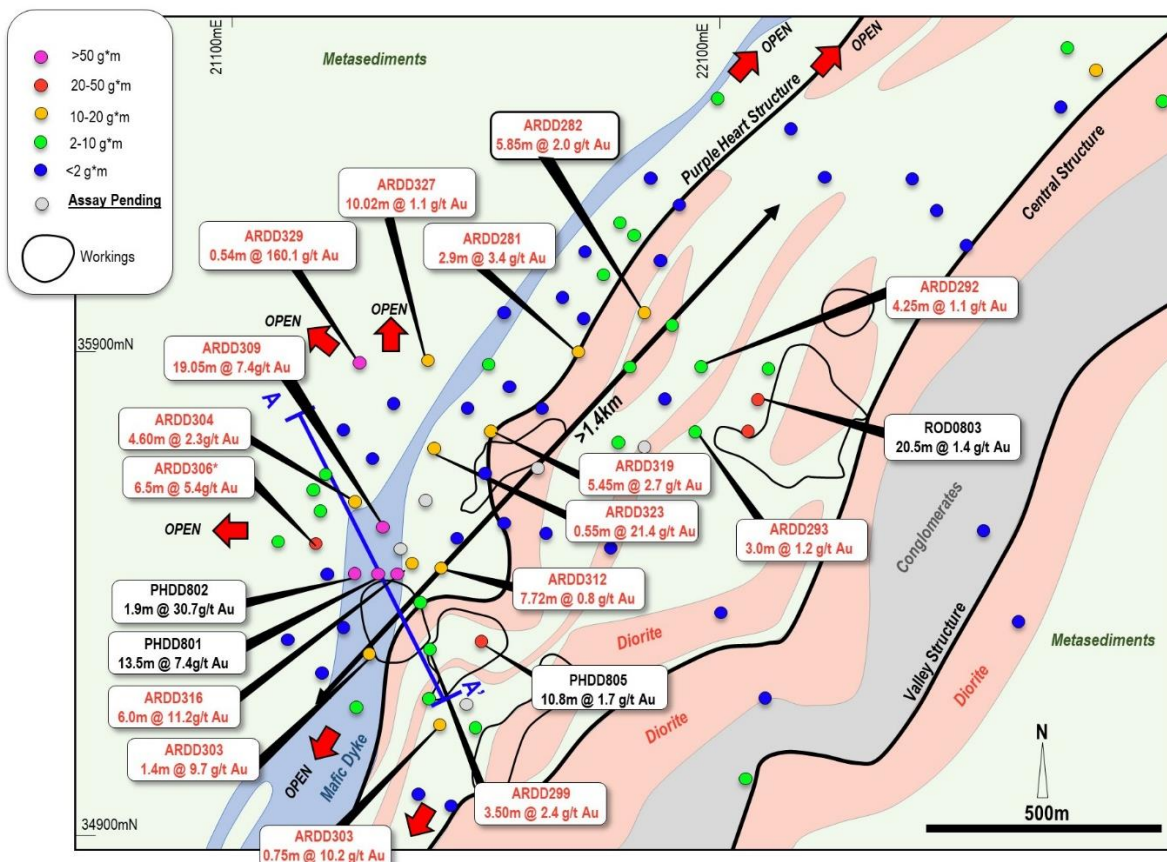 >50 g*m
20-50 g*m
10-20 g*m
2-10 g*m
<2 g*m
Assay Pending
Workings
21100mE
22100mE
Metasediments
OPEN
OPEN
Purple Heart Structure
Central Structure
ARDD282
5.85m @ 2.0 g/t Au
ARDD327
10.02m @ 1.1 g/t Au
ARDD329
0.54m @ 160.1 g/t Au
ARDD281
2.9m @ 3.4 g/t Au
ARDD292
4.25m @ 1.1 g/t Au
OPEN
OPEN
35900mN
ARDD309
19.05m @ 7.4g/t Au
>1.4km
A
ARDD304
4.60m @ 2.3g/t Au
ROD0803
20.5m @ 1.4 g/t Au
ARDD306*
6.5m @ 5.4g/t Au
ARDD319
5.45m @ 2.7 g/t Au
OPEN
ARDD323
0.55m @ 21.4 g/t Au
ARDD293
3.0m @ 1.2 g/t Au
Conglomerates
PHDD802
1.9m @ 30.7g/t Au
ARDD312
7.72m @ 0.8 g/t Au
PHDD801
13.5m @ 7.4g/t Au
Diorite
Metasediments
PHDD805
10.8m @ 1.7 g/t Au
A'
Valley Structure
Diorite
Diorite
ARDD316
6.0m @ 11.2g/t Au
ARDD303
1.4m @ 9.7 g/t Au
OPEN
Mafic Dyke
ARDD299
3.50m @ 2.4 g/t Au
N
500m
34900mN
ARDD303
0.75m @ 10.2 g/t Au